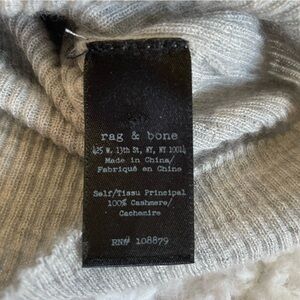 rag & bone
425 W. 13th St, NY, NY 10014
Made in China/
Fabriqué en Chine
Self/Tissu Principal
100% Cashmere/
Cachemire
RN# 108879